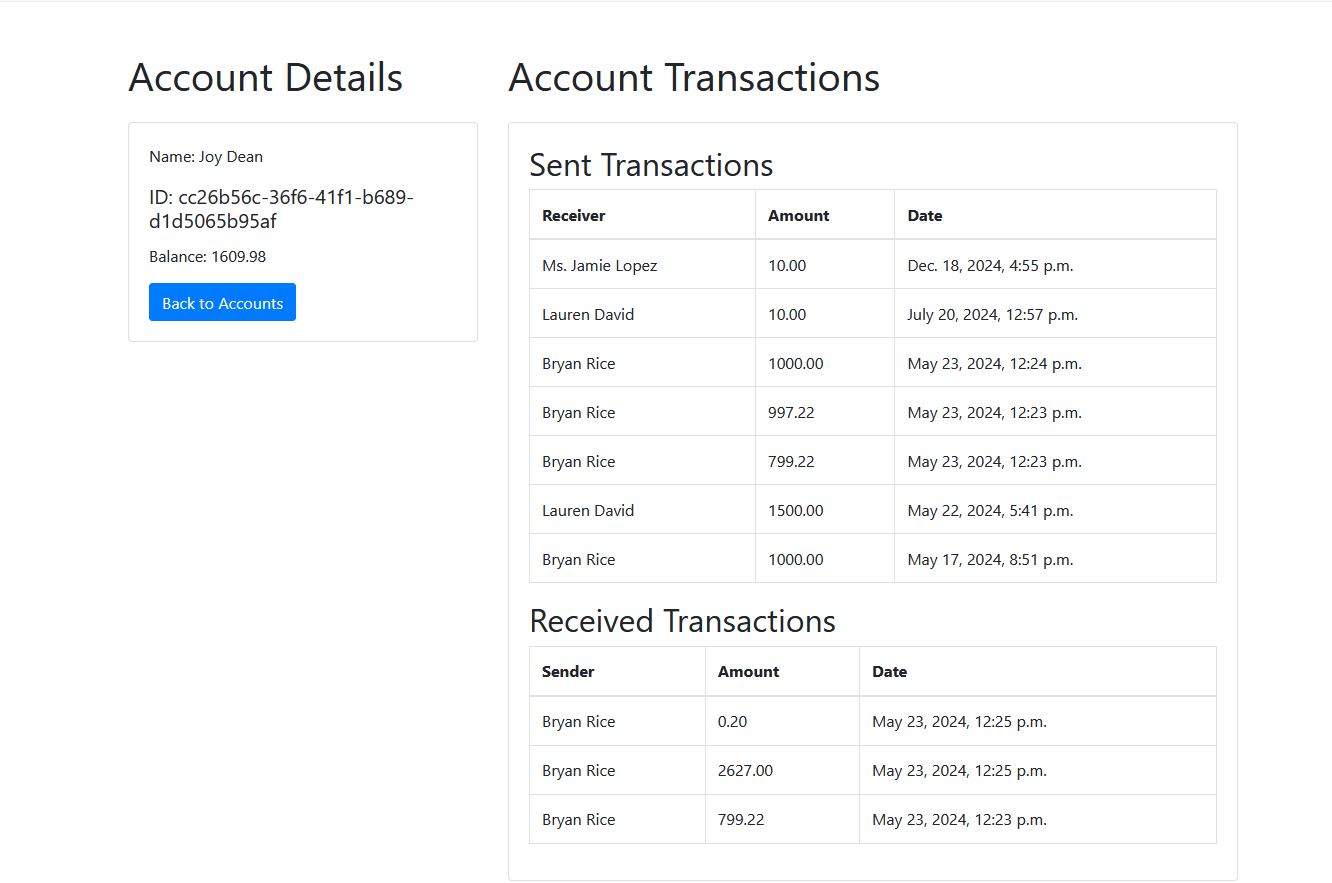 Account Details
Name: Joy Dean
ID: cc26b56c-36f6-41f1-b689-
d1d5065b95af
Balance: 1609.98
Back to Accounts
Account Transactions
Sent Transactions
Receiver Amount Date
Ms. Jamie Lopez 10.00 Dec. 18, 2024, 4:55 p.m.
Lauren David 10.00 July 20, 2024, 12:57 p.m.
Bryan Rice 1000.00 May 23, 2024, 12:24 p.m.
Bryan Rice 997.22 May 23, 2024, 12:23 p.m.
Bryan Rice 799.22 May 23, 2024, 12:23 p.m.
Lauren David 1500.00 May 22, 2024, 5:41 p.m.
Bryan Rice 1000.00 May 17, 2024, 8:51 p.m.
Received Transactions
Sender Amount Date
Bryan Rice 0.20 May 23, 2024, 12:25 p.m.
Bryan Rice 2627.00 May 23, 2024, 12:25 p.m.
Bryan Rice 799.22 May 23, 2024, 12:23 p.m.